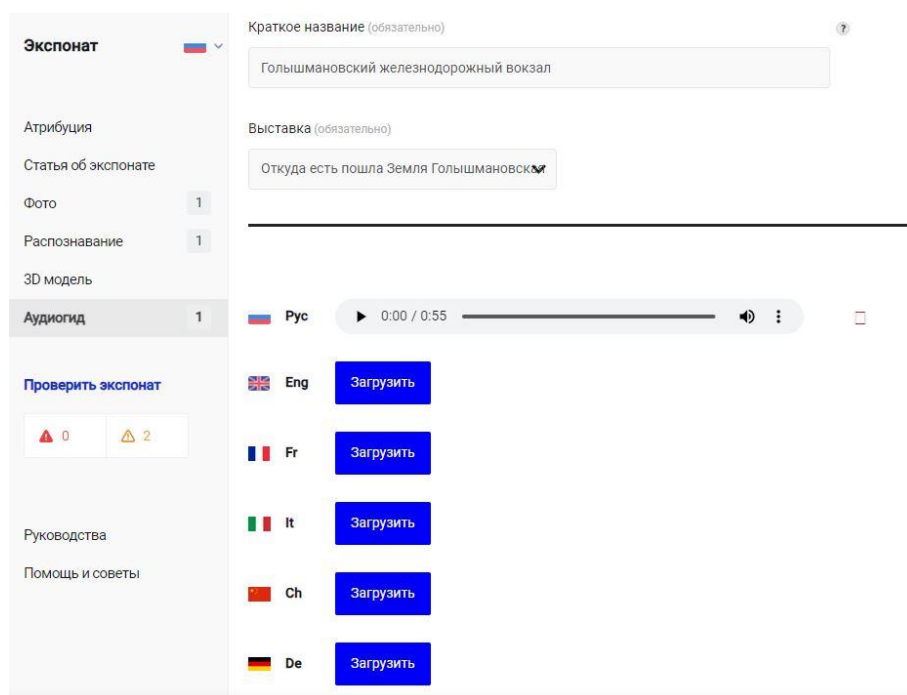 Экспонат
Атрибуция
Статья об экспонате
Фото 1
Распознавание 1
3D модель
Аудиогид 1
Проверить экспонат
0 2
Руководства
Помощь и советы
Краткое название (обязательно) ?
Голышмановский железнодорожный вокзал
Выставка (обязательно)
Откуда есть пошла Земля Голышмановская
Рус 0:00 / 0:55
Eng Загрузить
Fr Загрузить
It Загрузить
Ch Загрузить
De Загрузить